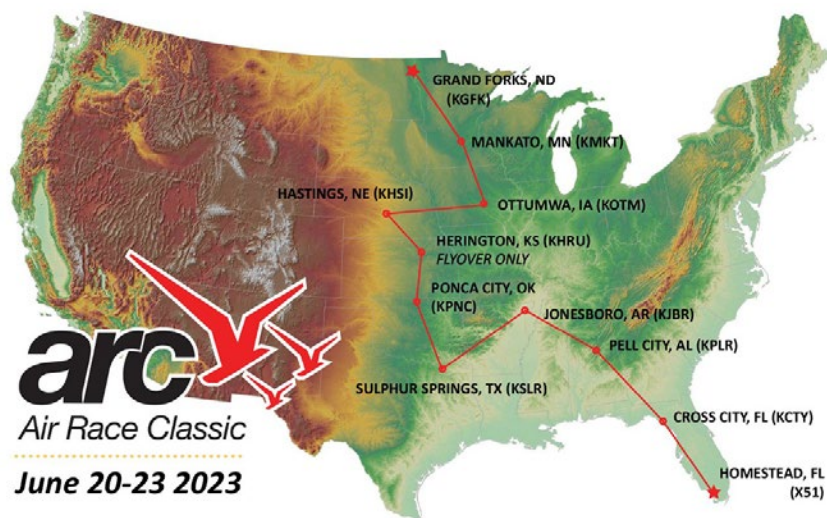 GRAND FORKS, ND
(KGFK)
MANKATO, MN (KMKT)
HASTINGS, NE (KHSI)
OTTUMWA, IA (KOTM)
HERINGTON, KS (KHRU)
FLYOVER ONLY
PONCA CITY, OK
(KPNC)
JONESBORO, AR (KJBR)
PELL CITY, AL (KPLR)
SULPHUR SPRINGS, TX (KSLR)
CROSS CITY, FL (KCTY)
HOMESTEAD, FL
(X51)
arc
Air Race Classic
June 20-23 2023